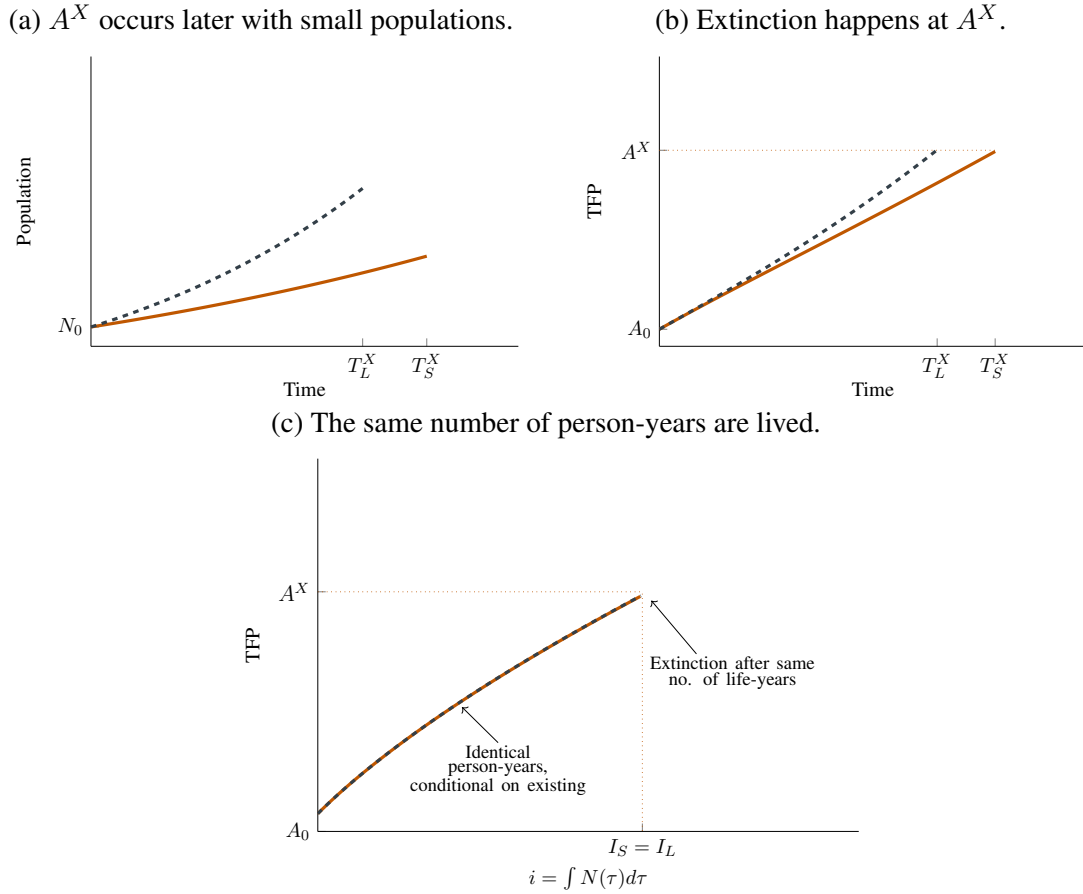 (a) A^X occurs later with small populations.
Population
N_0
T_L^X
T_S^X
Time
(b) Extinction happens at A^X.
TFP
A^X
A_0
T_L^X
T_S^X
Time
(c) The same number of person-years are lived.
TFP
A^X
A_0
Extinction after same
no. of life-years
Identical
person-years,
conditional on existing
I_S = I_L
i = ∫ N(τ)dτ